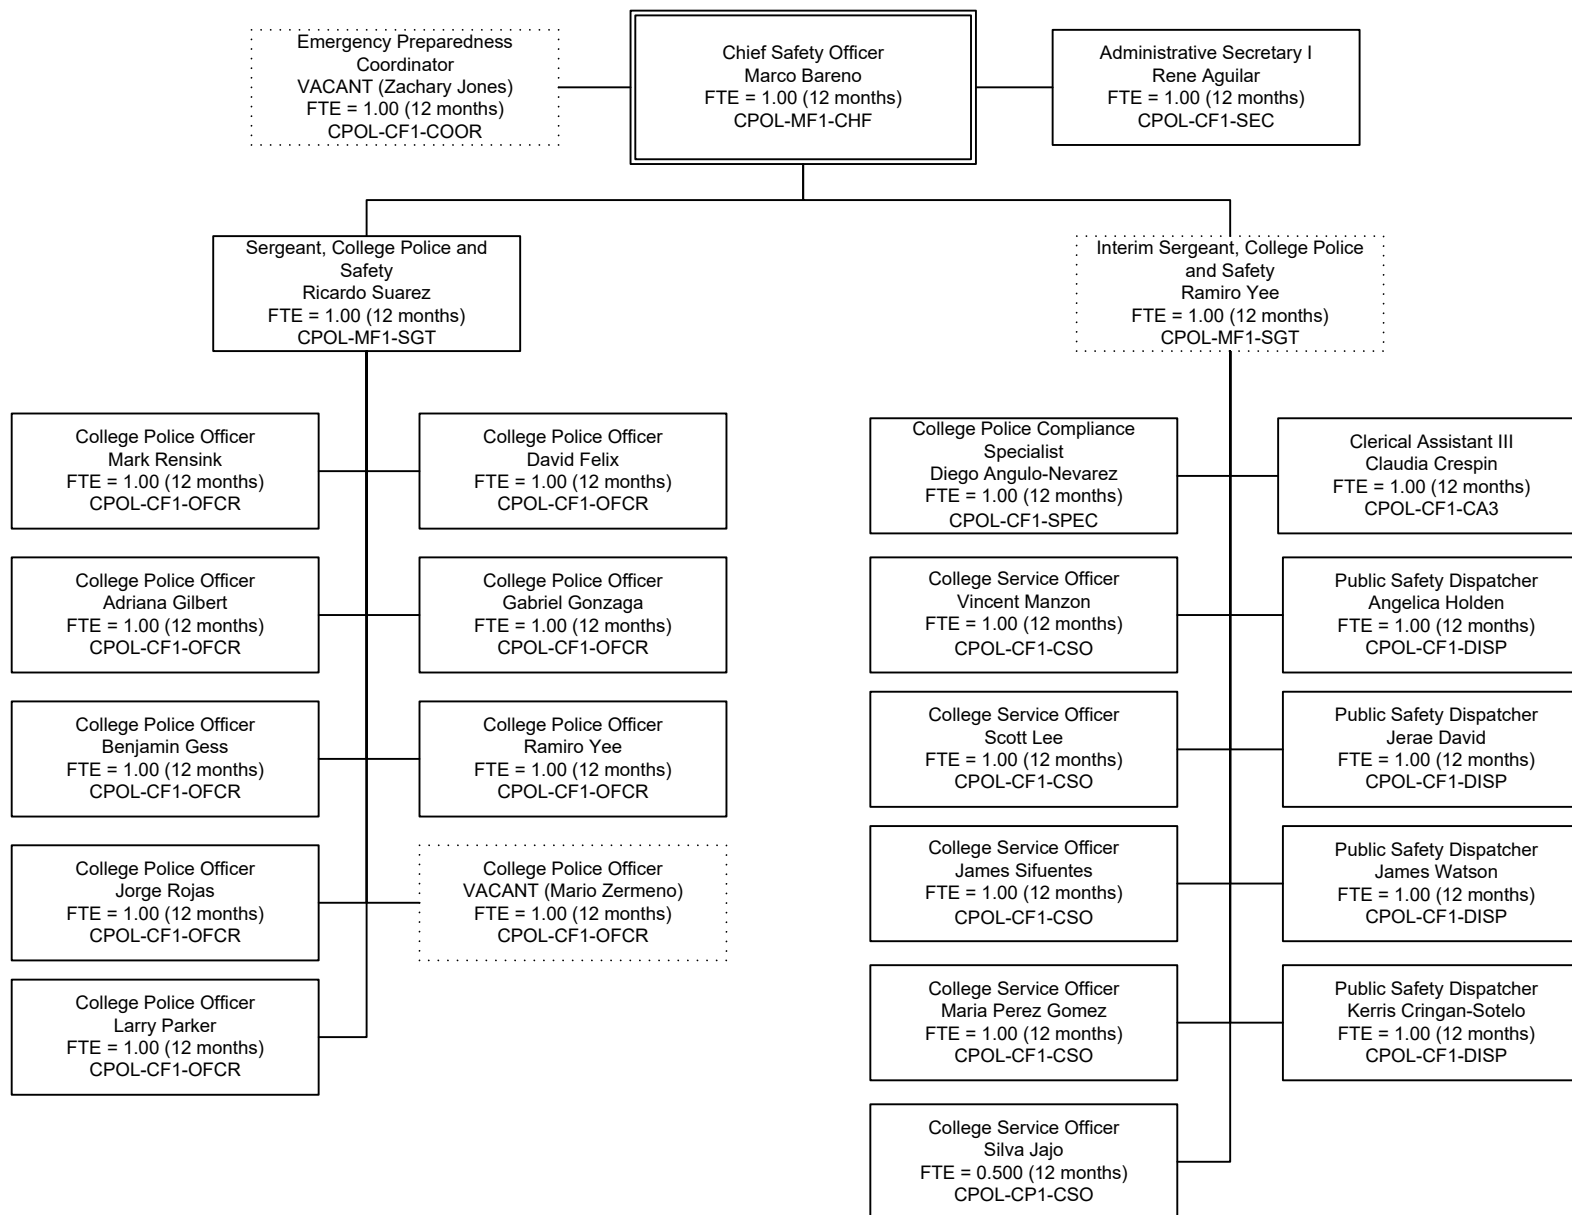 Emergency Preparedness
Coordinator
VACANT (Zachary Jones)
FTE = 1.00 (12 months)
CPOL-CF1-COOR
Chief Safety Officer
Marco Bareno
FTE = 1.00 (12 months)
CPOL-MF1-CHF
Administrative Secretary I
Rene Aguilar
FTE = 1.00 (12 months)
CPOL-CF1-SEC
Sergeant, College Police and
Safety
Ricardo Suarez
FTE = 1.00 (12 months)
CPOL-MF1-SGT
Interim Sergeant, College Police
and Safety
Ramiro Yee
FTE = 1.00 (12 months)
CPOL-MF1-SGT
College Police Officer
Mark Rensink
FTE = 1.00 (12 months)
CPOL-CF1-OFCR
College Police Officer
David Felix
FTE = 1.00 (12 months)
CPOL-CF1-OFCR
College Police Officer
Adriana Gilbert
FTE = 1.00 (12 months)
CPOL-CF1-OFCR
College Police Officer
Gabriel Gonzaga
FTE = 1.00 (12 months)
CPOL-CF1-OFCR
College Police Officer
Benjamin Gess
FTE = 1.00 (12 months)
CPOL-CF1-OFCR
College Police Officer
Ramiro Yee
FTE = 1.00 (12 months)
CPOL-CF1-OFCR
College Police Officer
Jorge Rojas
FTE = 1.00 (12 months)
CPOL-CF1-OFCR
College Police Officer
VACANT (Mario Zermeno)
FTE = 1.00 (12 months)
CPOL-CF1-OFCR
College Police Officer
Larry Parker
FTE = 1.00 (12 months)
CPOL-CF1-OFCR
College Police Compliance
Specialist
Diego Angulo-Nevarez
FTE = 1.00 (12 months)
CPOL-CF1-SPEC
Clerical Assistant III
Claudia Crespin
FTE = 1.00 (12 months)
CPOL-CF1-CA3
College Service Officer
Vincent Manzon
FTE = 1.00 (12 months)
CPOL-CF1-CSO
Public Safety Dispatcher
Angelica Holden
FTE = 1.00 (12 months)
CPOL-CF1-DISP
College Service Officer
Scott Lee
FTE = 1.00 (12 months)
CPOL-CF1-CSO
Public Safety Dispatcher
Jerae David
FTE = 1.00 (12 months)
CPOL-CF1-DISP
College Service Officer
James Sifuentes
FTE = 1.00 (12 months)
CPOL-CF1-CSO
Public Safety Dispatcher
James Watson
FTE = 1.00 (12 months)
CPOL-CF1-DISP
College Service Officer
Maria Perez Gomez
FTE = 1.00 (12 months)
CPOL-CF1-CSO
Public Safety Dispatcher
Kerris Cringan-Sotelo
FTE = 1.00 (12 months)
CPOL-CF1-DISP
College Service Officer
Silva Jajo
FTE = 0.500 (12 months)
CPOL-CP1-CSO